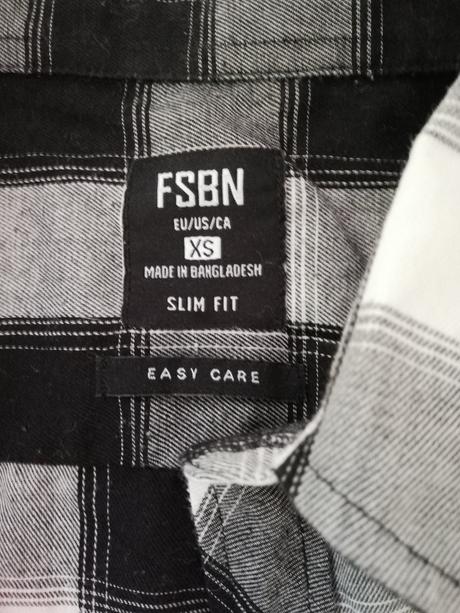 FSBN
EU/US/CA
XS
MADE IN BANGLADESH
SLIM FIT
EASY CARE